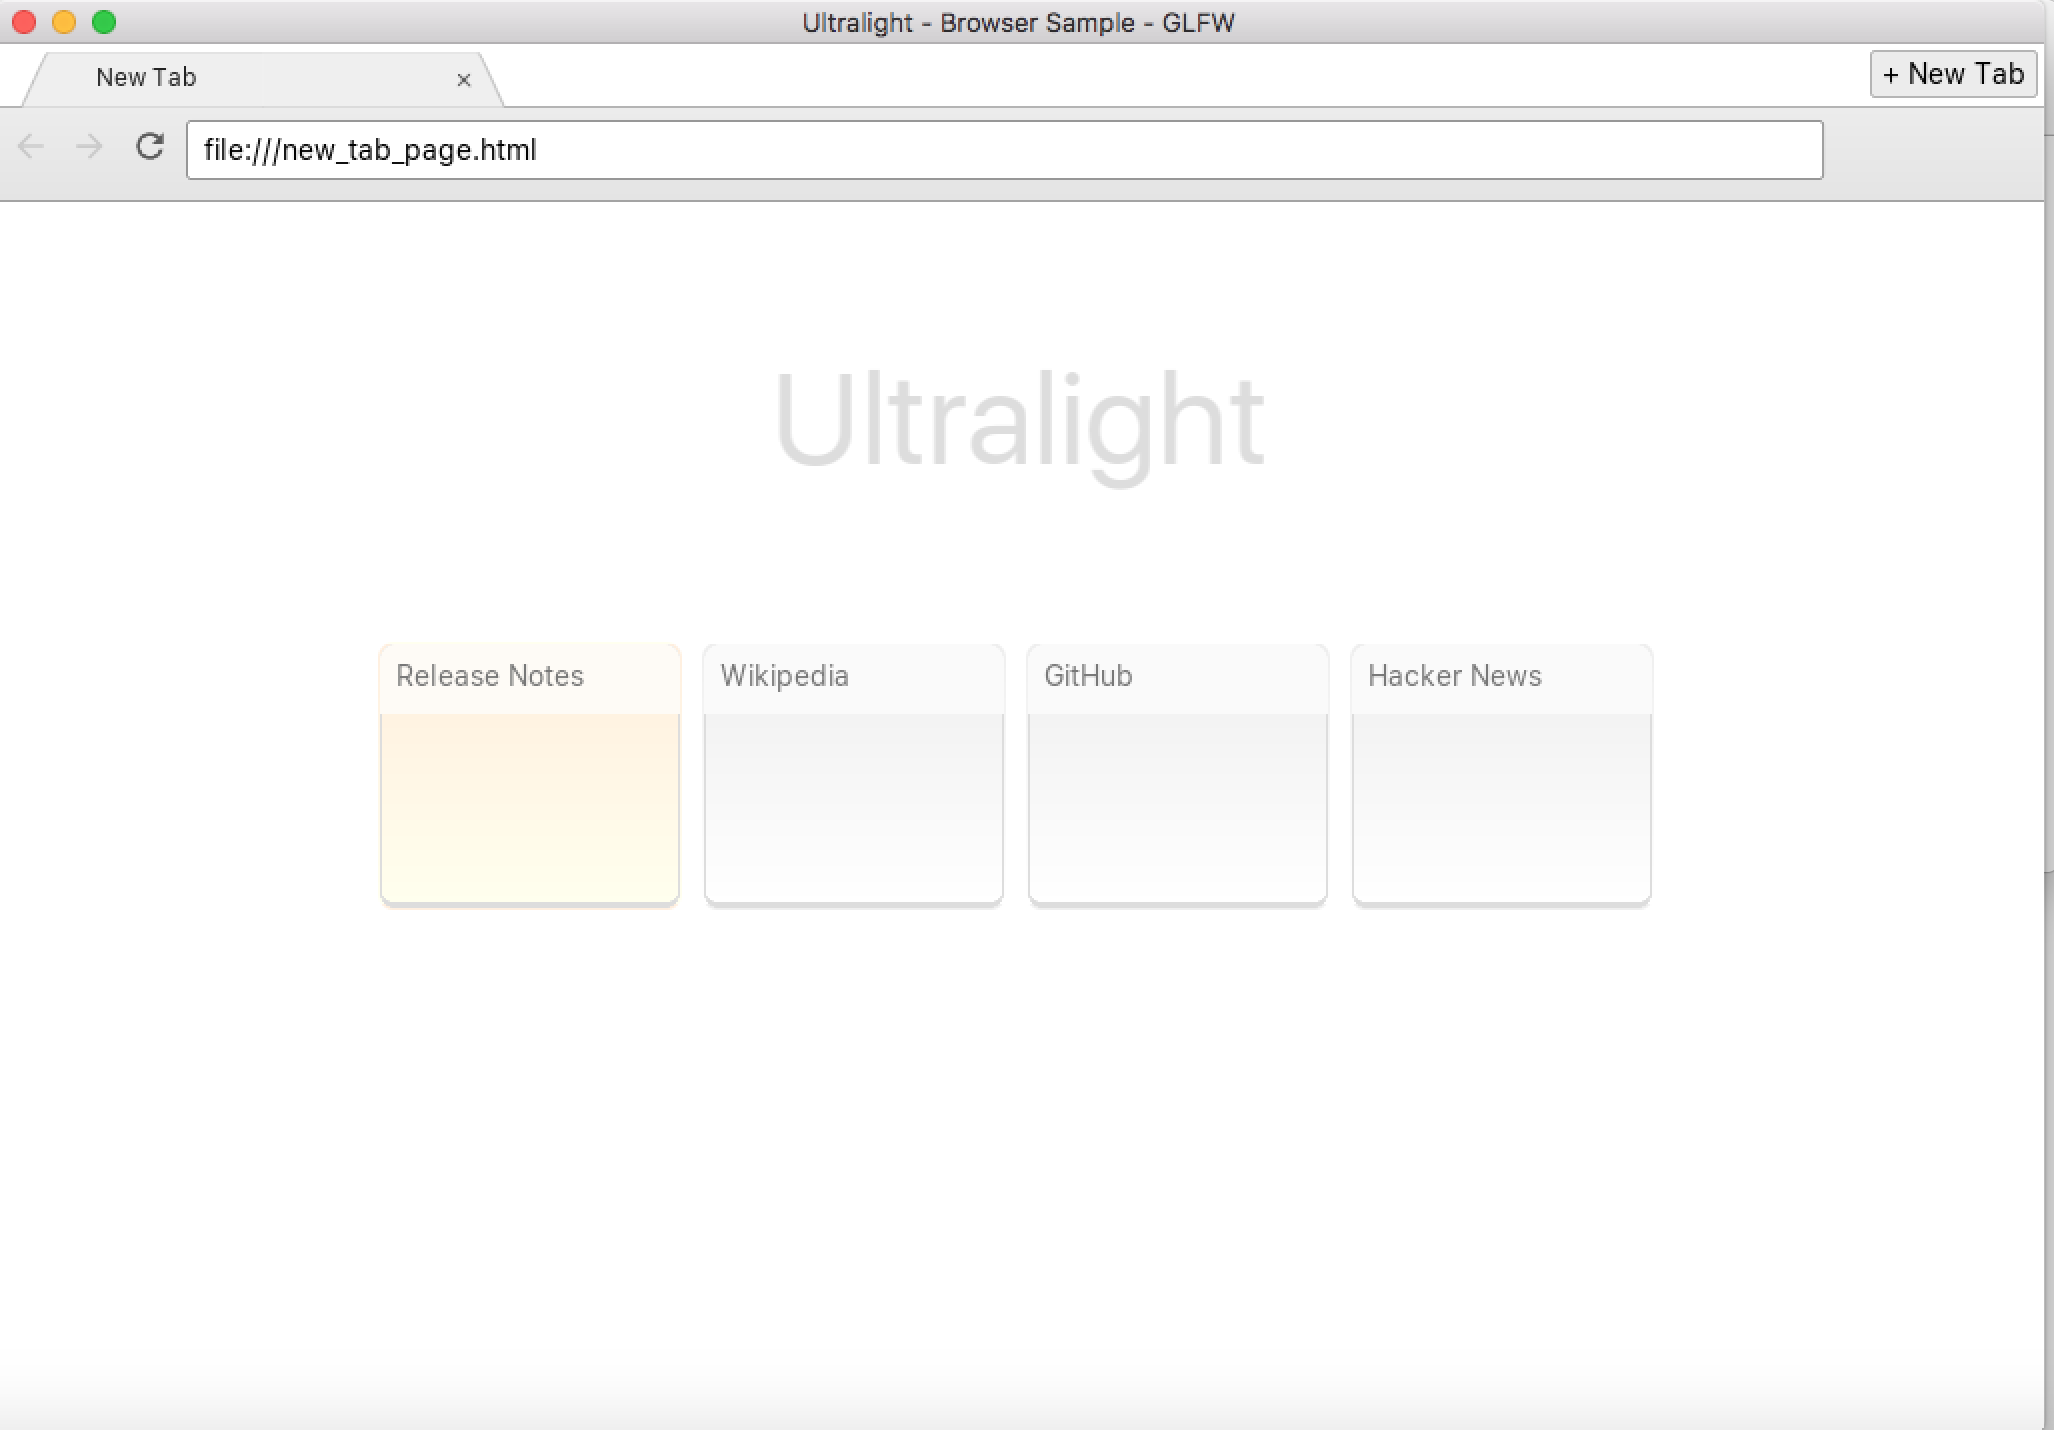 Ultralight - Browser Sample - GLFW
New Tab ×
+ New Tab
file:///new_tab_page.html
Ultralight
Release Notes
Wikipedia
GitHub
Hacker News